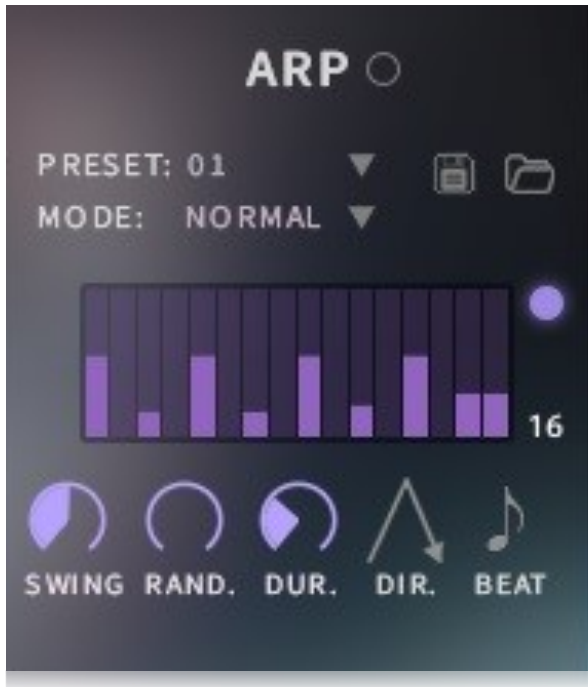 ARP
PRESET: 01
MODE: NORMAL
16
SWING RAND. DUR. DIR. BEAT